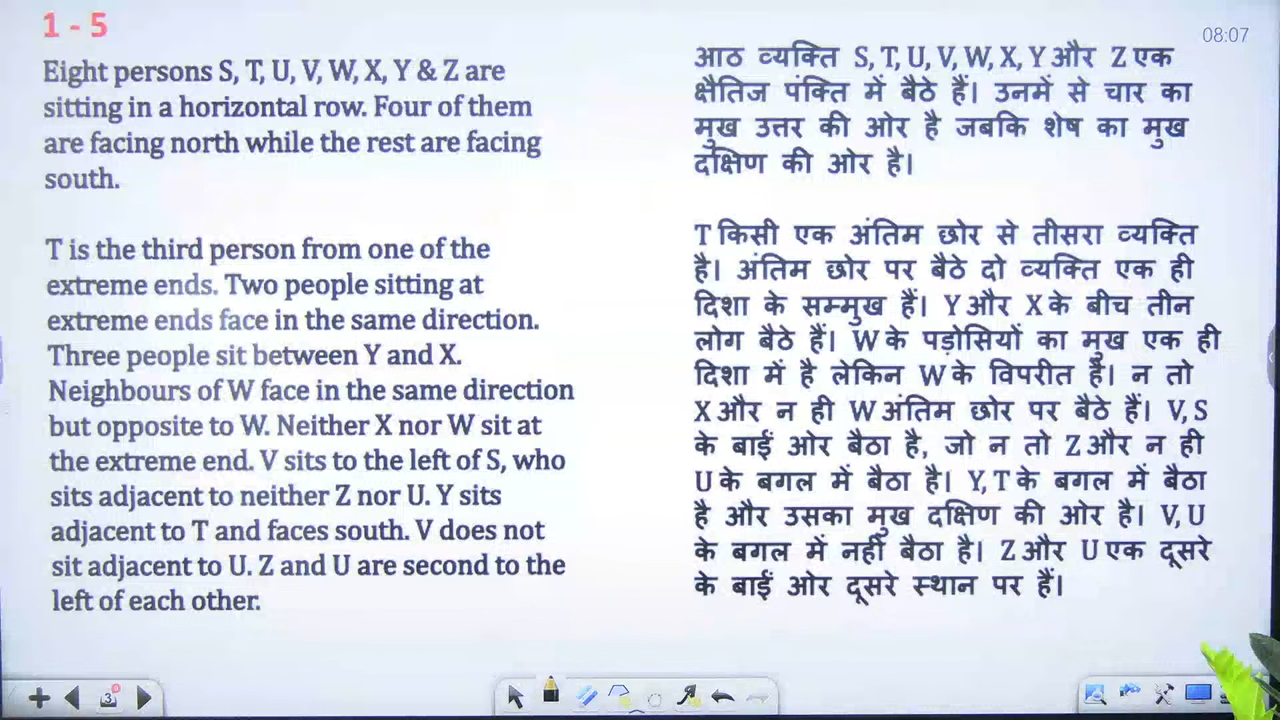 1 - 5
08:07
Eight persons S, T, U, V, W, X, Y & Z are
sitting in a horizontal row. Four of them
are facing north while the rest are facing
south.
T is the third person from one of the
extreme ends. Two people sitting at
extreme ends face in the same direction.
Three people sit between Y and X.
Neighbours of W face in the same direction
but opposite to W. Neither X nor W sit at
the extreme end. V sits to the left of S, who
sits adjacent to neither Z nor U. Y sits
adjacent to T and faces south. V does not
sit adjacent to U. Z and U are second to the
left of each other.
आठ व्यक्ति S, T, U, V, W, X, Y और Z एक
क्षैतिज पंक्ति में बैठे हैं। उनमें से चार का
मुख उत्तर की ओर है जबकि शेष का मुख
दक्षिण की ओर है।
T किसी एक अंतिम छोर से तीसरा व्यक्ति
है। अंतिम छोर पर बैठे दो व्यक्ति एक ही
दिशा के सम्मुख हैं। Y और X के बीच तीन
लोग बैठे हैं। W के पड़ोसियों का मुख एक ही
दिशा में है लेकिन W के विपरीत है। न तो
X और न ही W अंतिम छोर पर बैठे हैं। V, S
के बाईं ओर बैठा है, जो न तो Z और न ही
U के बगल में बैठा है। Y, T के बगल में बैठा
है और उसका मुख दक्षिण की ओर है। V, U
के बगल में नहीं बैठा है। Z और U एक दूसरे
के बाईं ओर दूसरे स्थान पर हैं।
3